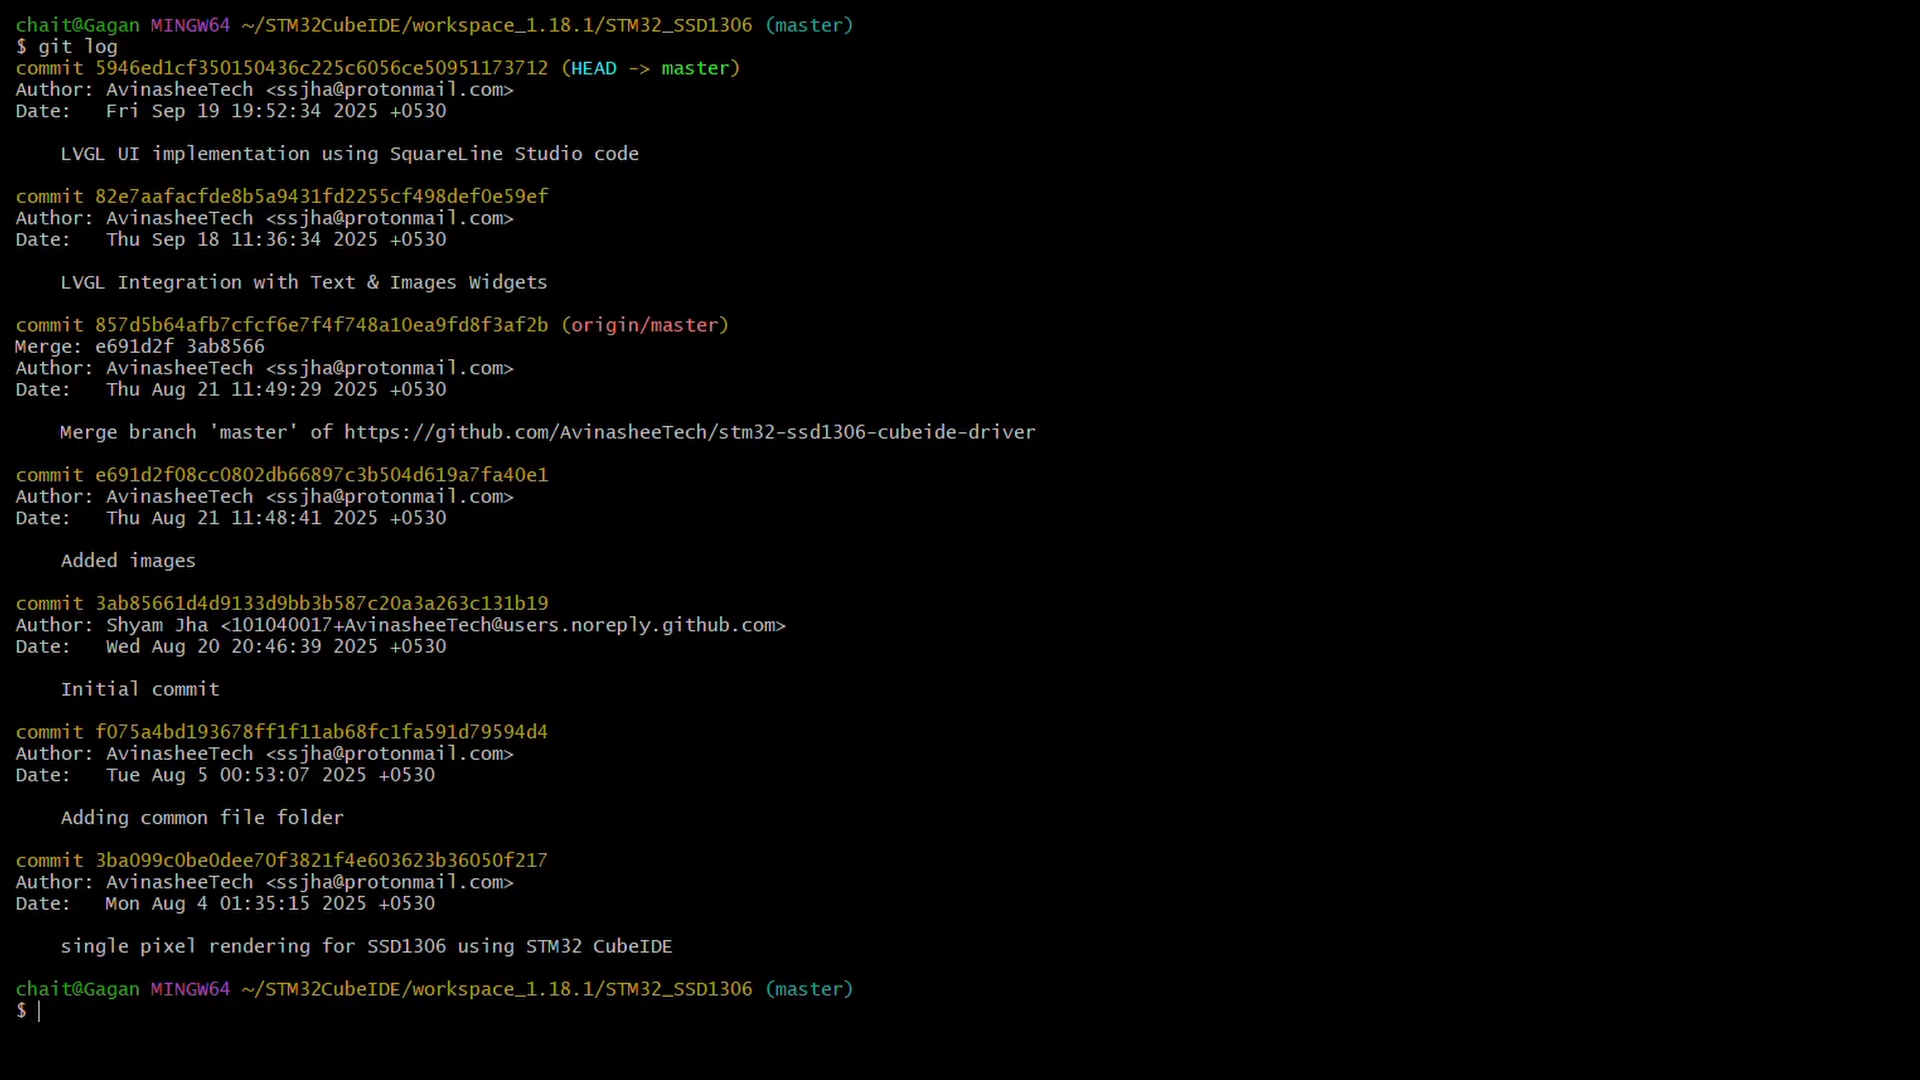 chait@Gagan MINGW64 ~/STM32CubeIDE/workspace_1.18.1/STM32_SSD1306 (master)
$ git log
commit 5946ed1cf350150436c225c6056ce50951173712 (HEAD -> master)
Author: AvinasheeTech <ssjha@protonmail.com>
Date:   Fri Sep 19 19:52:34 2025 +0530

    LVGL UI implementation using SquareLine Studio code

commit 82e7aafacfde8b5a9431fd2255cf498def0e59ef
Author: AvinasheeTech <ssjha@protonmail.com>
Date:   Thu Sep 18 11:36:34 2025 +0530

    LVGL Integration with Text & Images Widgets

commit 857d5b64afb7cfcf6e7f4f748a10ea9fd8f3af2b (origin/master)
Merge: e691d2f 3ab8566
Author: AvinasheeTech <ssjha@protonmail.com>
Date:   Thu Aug 21 11:49:29 2025 +0530

    Merge branch 'master' of https://github.com/AvinasheeTech/stm32-ssd1306-cubeide-driver

commit e691d2f08cc0802db66897c3b504d619a7fa40e1
Author: AvinasheeTech <ssjha@protonmail.com>
Date:   Thu Aug 21 11:48:41 2025 +0530

    Added images

commit 3ab85661d4d9133d9bb3b587c20a3a263c131b19
Author: Shyam Jha <101040017+AvinasheeTech@users.noreply.github.com>
Date:   Wed Aug 20 20:46:39 2025 +0530

    Initial commit

commit f075a4bd193678ff1f11ab68fc1fa591d79594d4
Author: AvinasheeTech <ssjha@protonmail.com>
Date:   Tue Aug 5 00:53:07 2025 +0530

    Adding common file folder

commit 3ba099c0be0dee70f3821f4e603623b36050f217
Author: AvinasheeTech <ssjha@protonmail.com>
Date:   Mon Aug 4 01:35:15 2025 +0530

    single pixel rendering for SSD1306 using STM32 CubeIDE

chait@Gagan MINGW64 ~/STM32CubeIDE/workspace_1.18.1/STM32_SSD1306 (master)
$